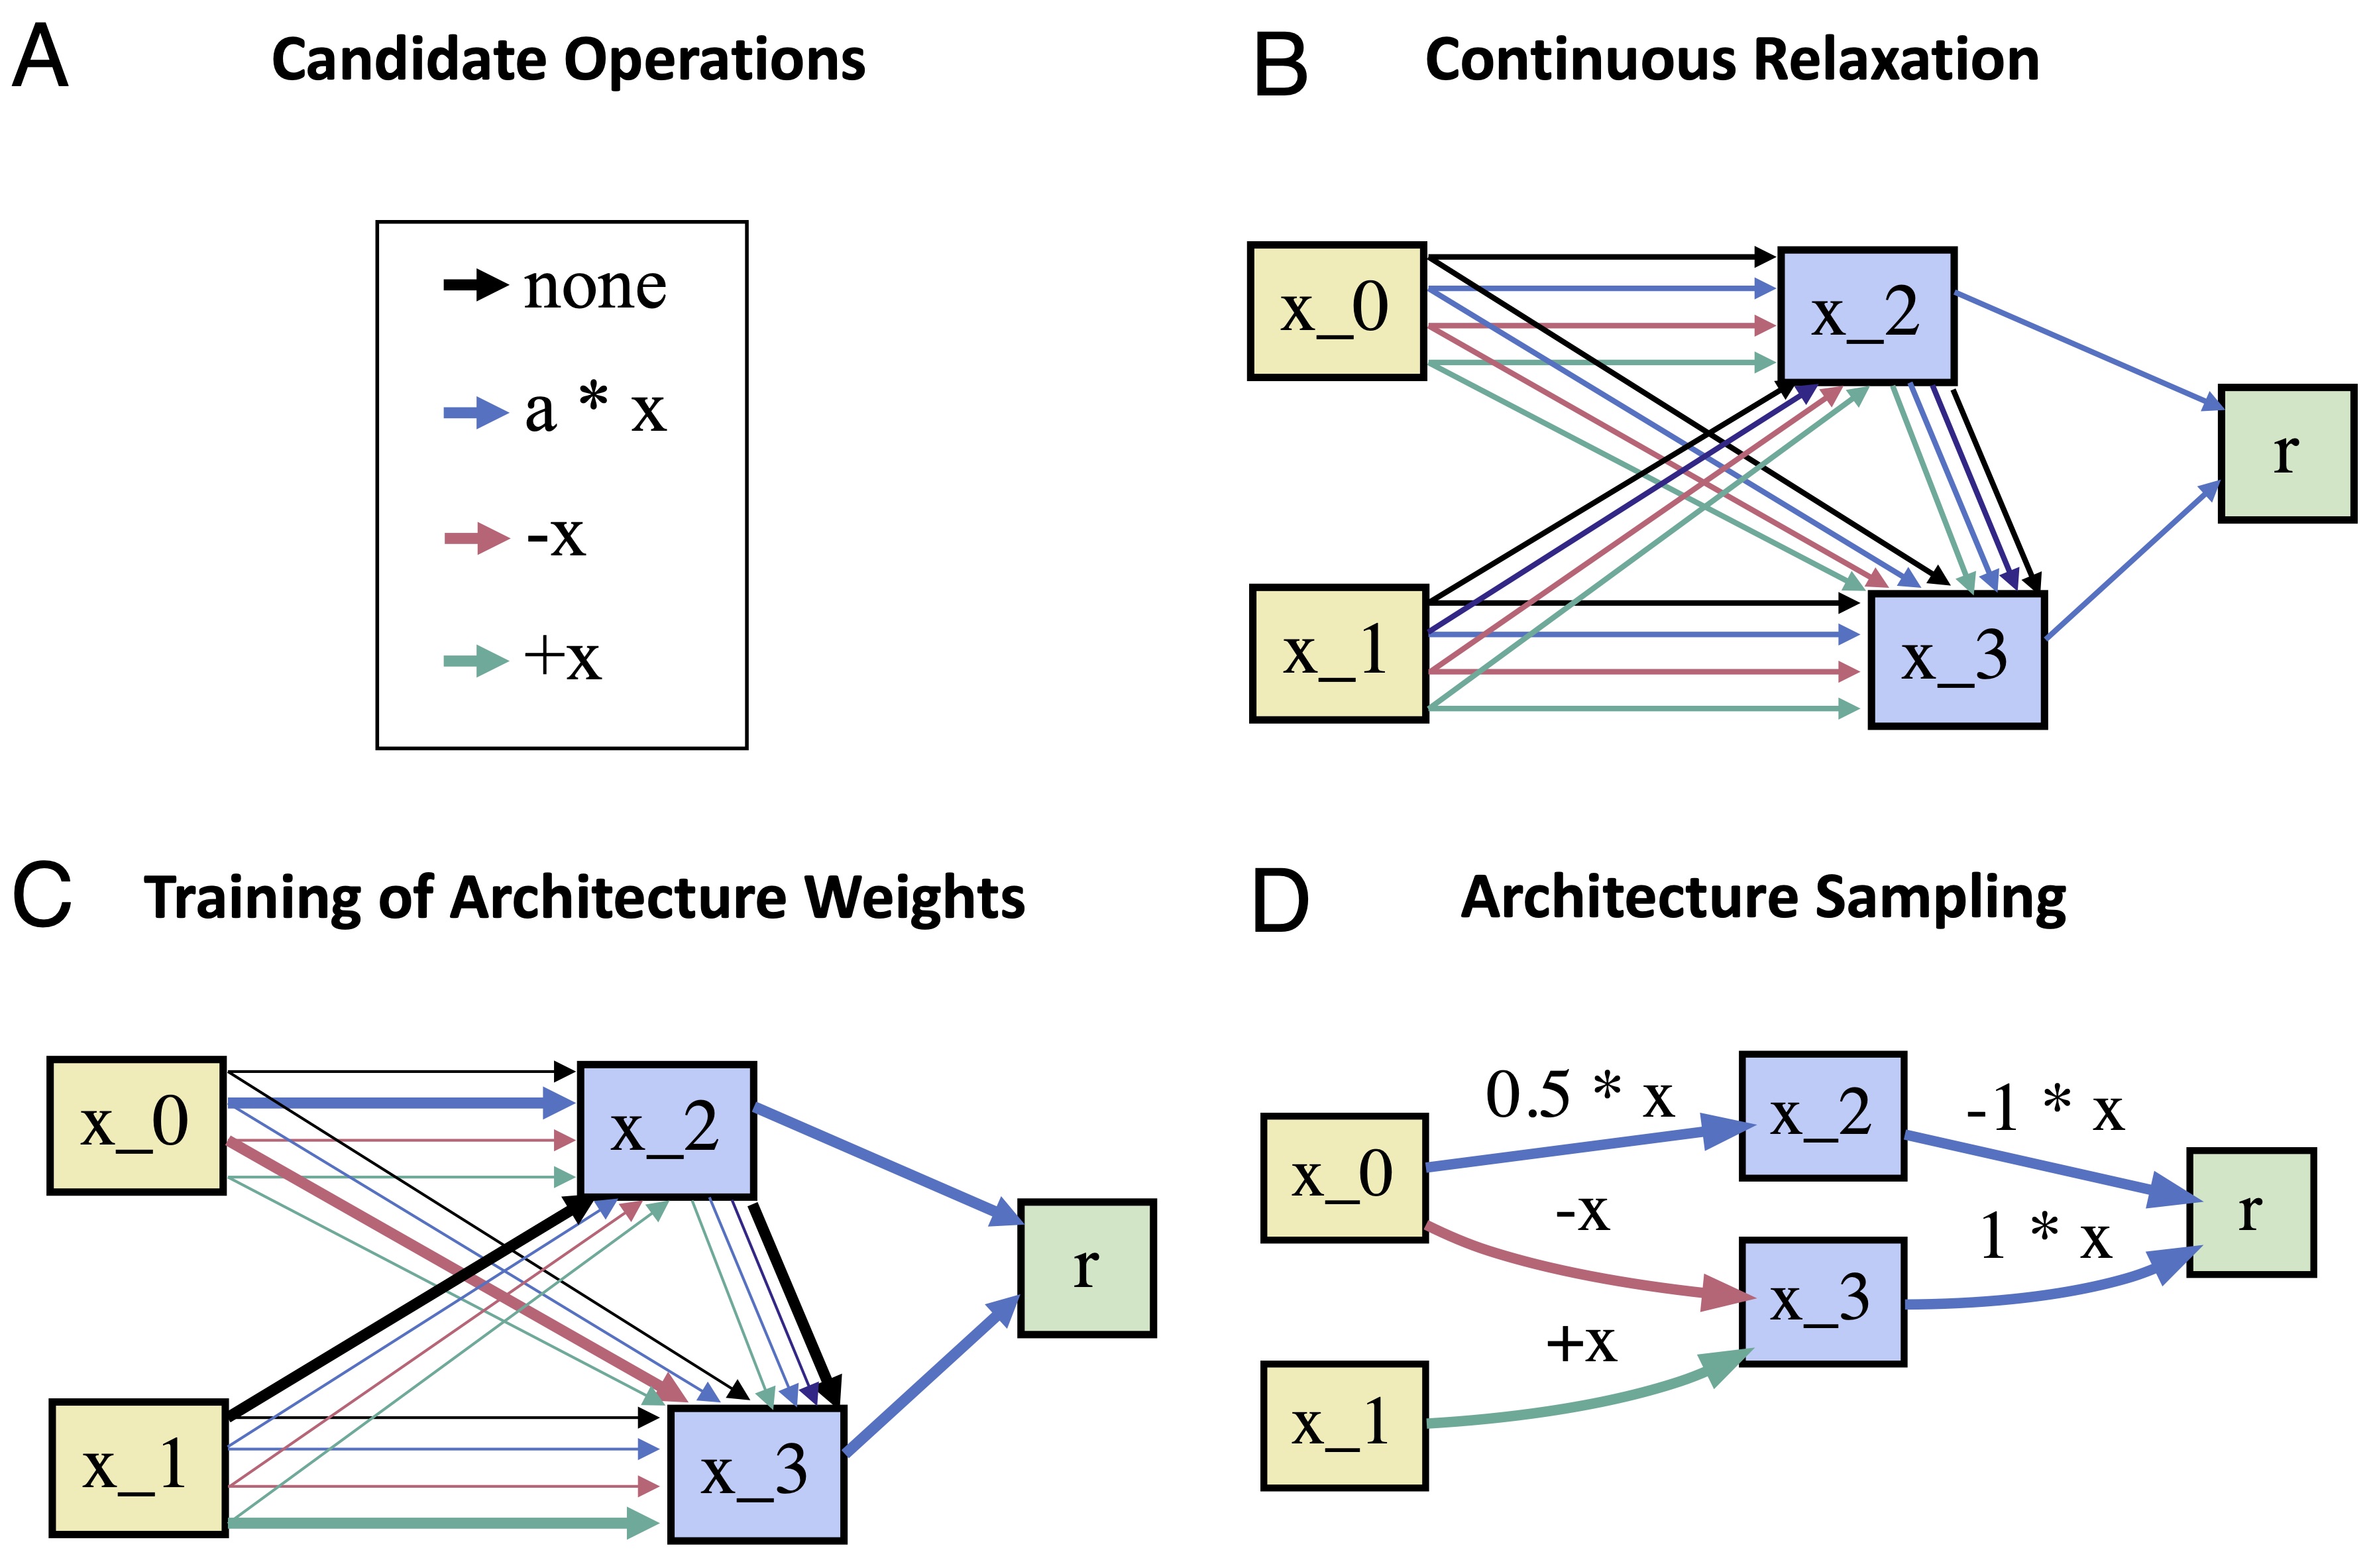 A
Candidate Operations
none
a * x
-x
+x
B
Continuous Relaxation
x_0
x_2
r
x_1
x_3
C
Training of Architecture Weights
x_0
x_2
r
x_1
x_3
D
Architecture Sampling
0.5 * x
x_2
-1 * x
x_0
-x
r
1 * x
x_3
+x
x_1